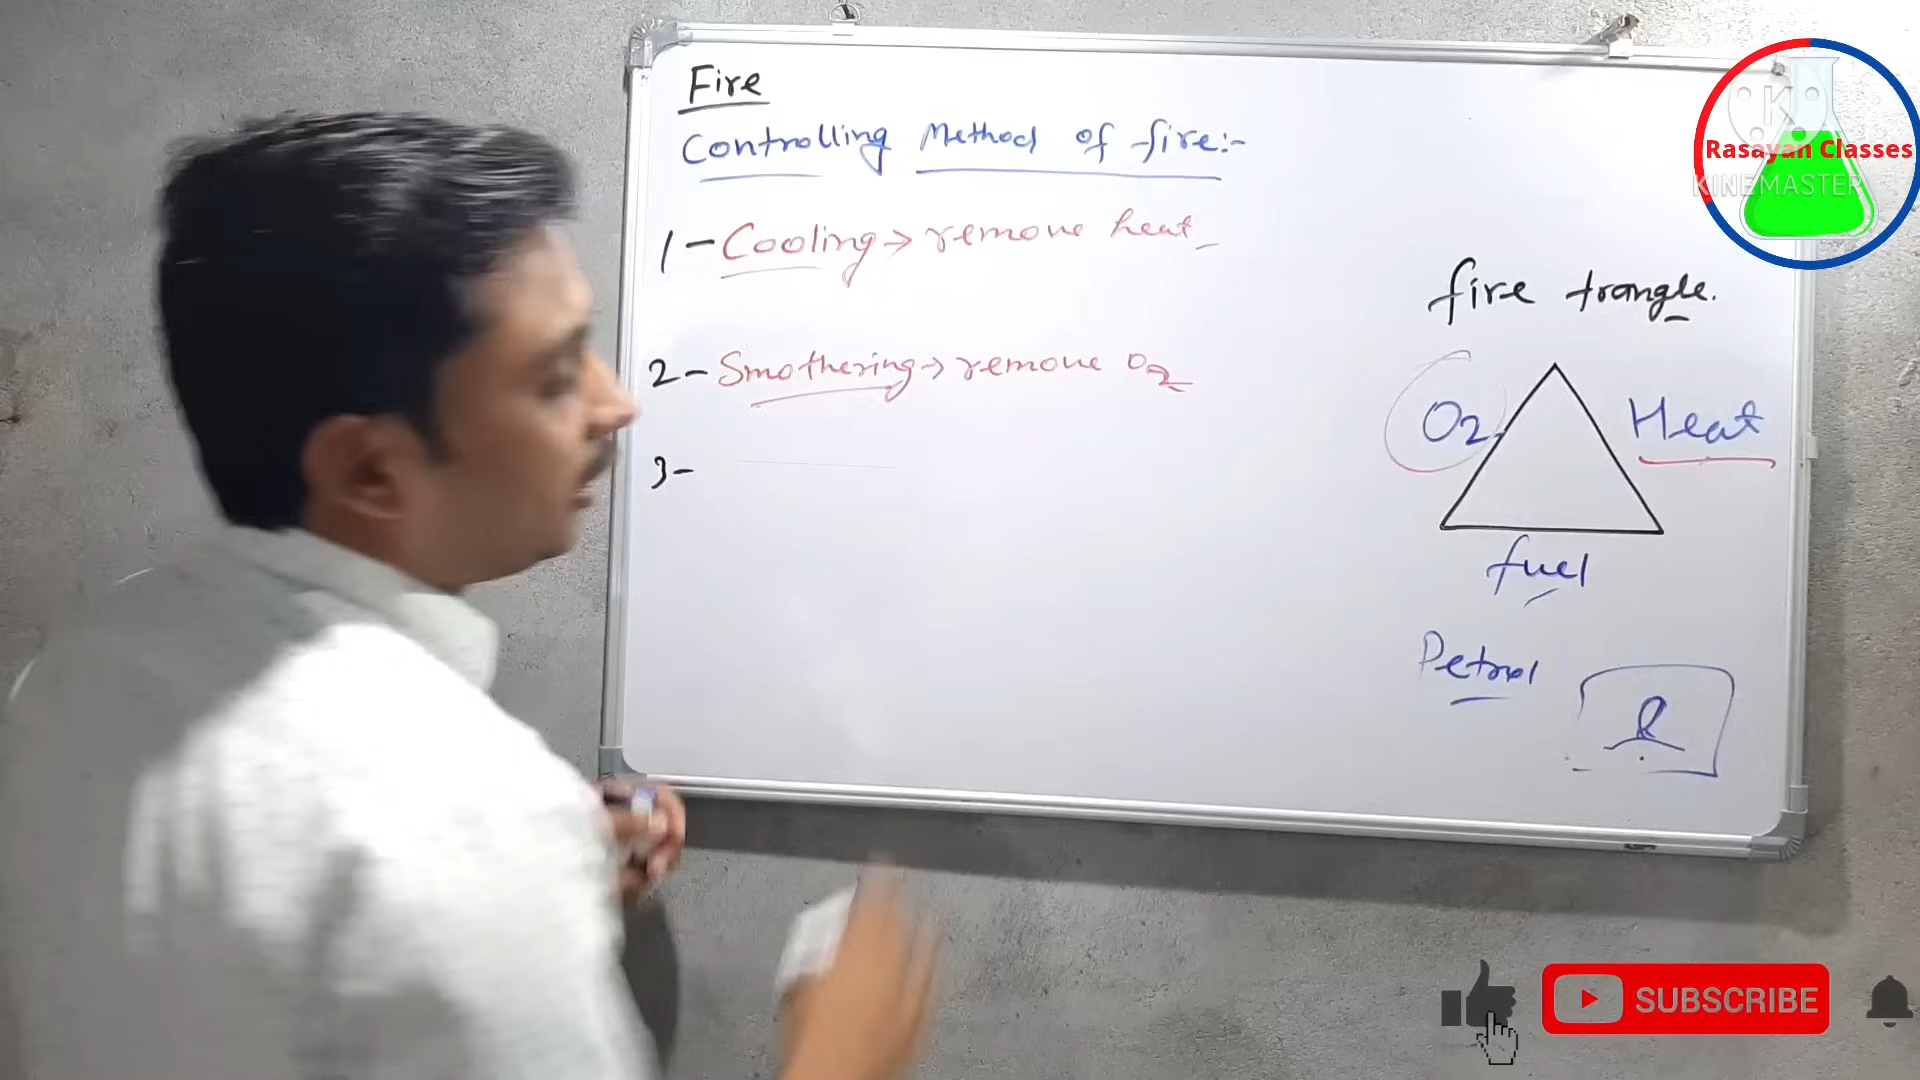 Fire
Controlling Method of fire:-
1- Cooling → remove heat
2- Smothering → remove O2
3-
fire trangle.
O2
Heat
fuel
Petrol
Rasayan Classes
KINEMASTER
K
SUBSCRIBE